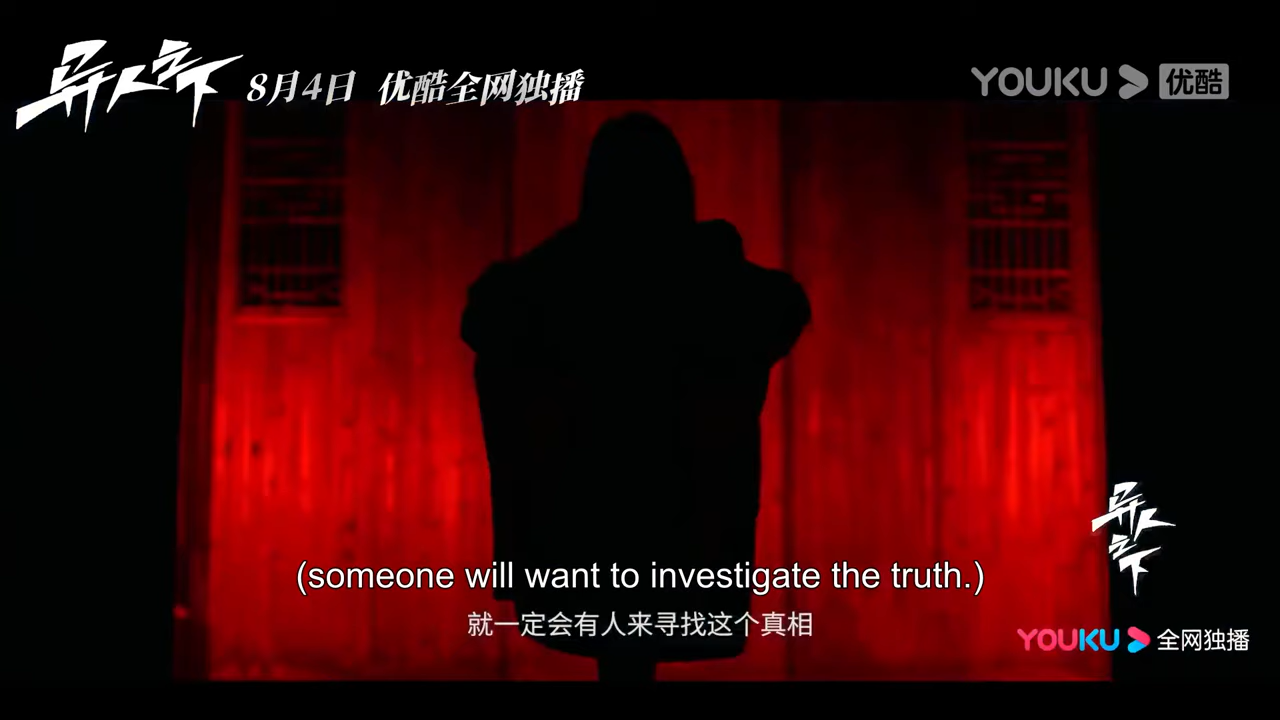 异人之下 8月4日 优酷全网独播
YOUKU 优酷
异人之下
(someone will want to investigate the truth.)
就一定会有人来寻找这个真相
YOUKU 全网独播